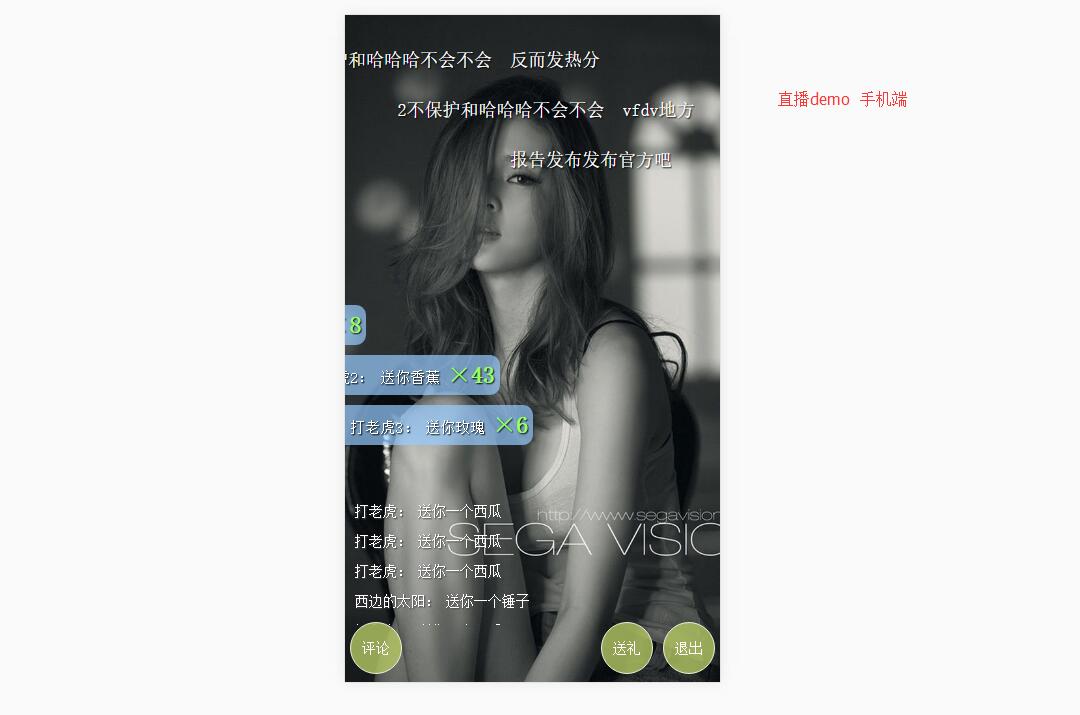 和哈哈哈不会不会 反而发热分
直播demo 手机端
2不保护和哈哈哈不会不会 vfdv地方
报告发布发布官方吧
8
2： 送你香蕉 ×43
打老虎3： 送你玫瑰 ×6
打老虎： 送你一个西瓜
http://www.segavision
打老虎： 送你一个西瓜
SEGA VISIO
打老虎： 送你一个西瓜
西边的太阳： 送你一个锤子
评论
送礼
退出